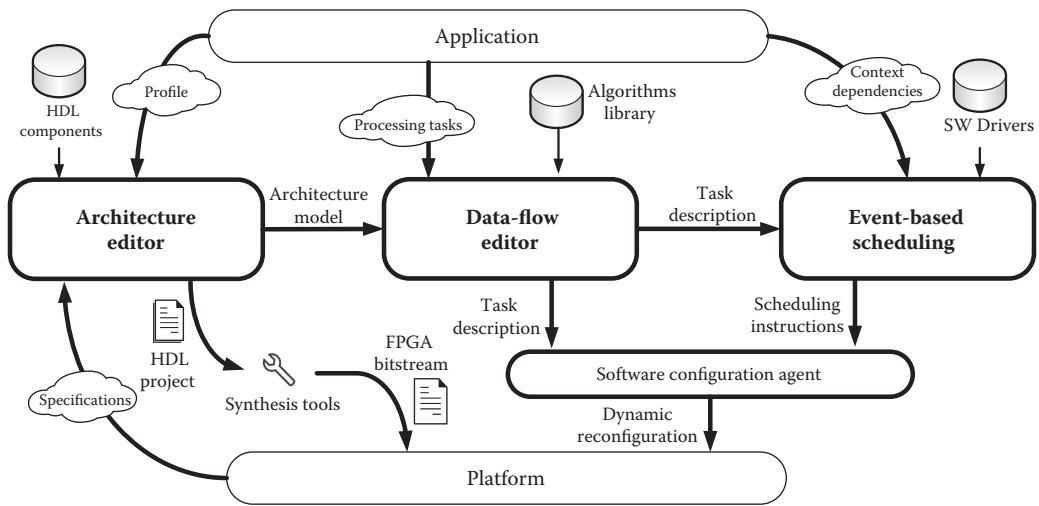 Application
HDL
components
Profile
Processing tasks
Algorithms
library
Context
dependencies
SW Drivers
Architecture
editor
Architecture
model
Data-flow
editor
Task
description
Event-based
scheduling
HDL
project
Synthesis tools
FPGA
bitstream
Task
description
Scheduling
instructions
Software configuration agent
Specifications
Dynamic
reconfiguration
Platform